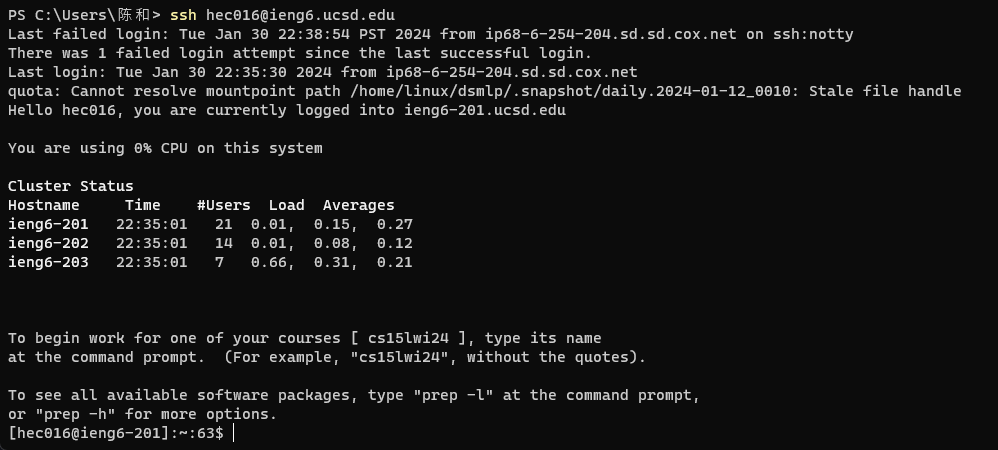 PS C:\Users\陈和> ssh hec016@ieng6.ucsd.edu
Last failed login: Tue Jan 30 22:38:54 PST 2024 from ip68-6-254-204.sd.sd.cox.net on ssh:notty
There was 1 failed login attempt since the last successful login.
Last login: Tue Jan 30 22:35:30 2024 from ip68-6-254-204.sd.sd.cox.net
quota: Cannot resolve mountpoint path /home/linux/dsmlp/.snapshot/daily.2024-01-12_0010: Stale file handle
Hello hec016, you are currently logged into ieng6-201.ucsd.edu
You are using 0% CPU on this system
Cluster Status
Hostname     Time    #Users  Load  Averages
ieng6-201   22:35:01   21  0.01,  0.15,  0.27
ieng6-202   22:35:01   14  0.01,  0.08,  0.12
ieng6-203   22:35:01   7   0.66,  0.31,  0.21
To begin work for one of your courses [ cs15lwi24 ], type its name
at the command prompt.  (For example, "cs15lwi24", without the quotes).
To see all available software packages, type "prep -l" at the command prompt,
or "prep -h" for more options.
[hec016@ieng6-201]:~:63$